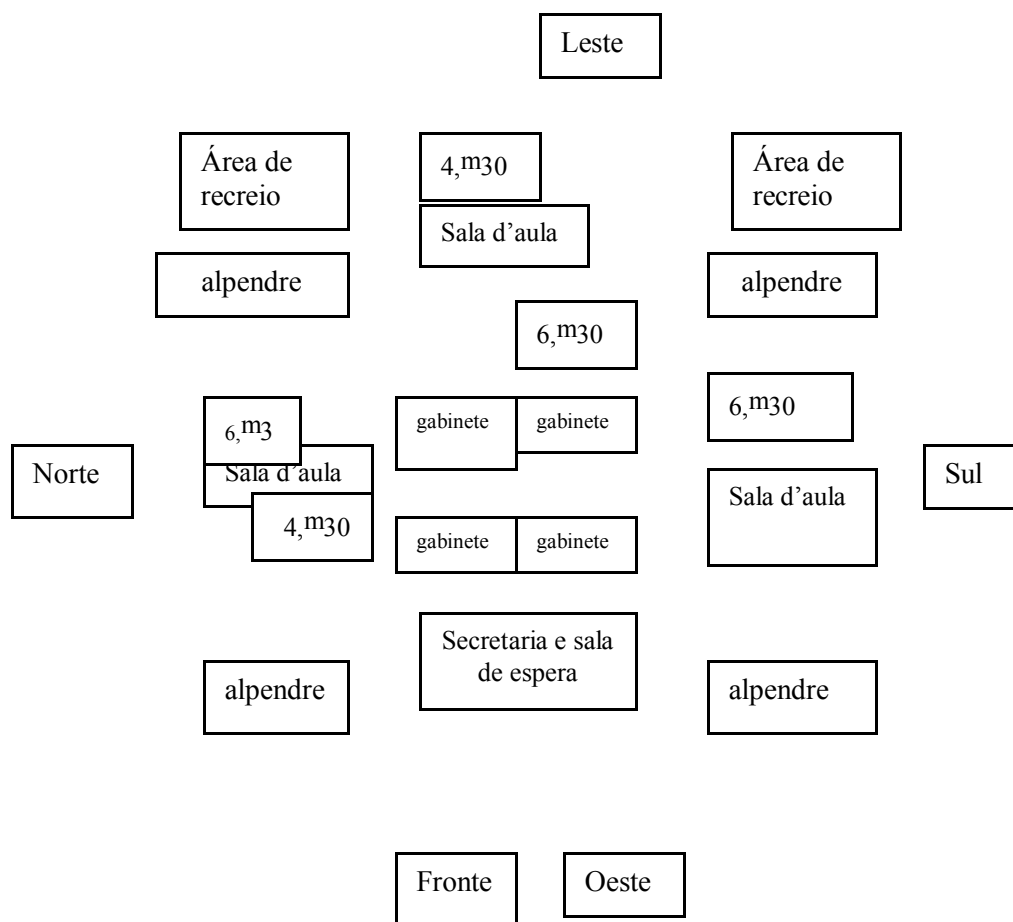 Leste
Área de
recreio
4,m30
Área de
recreio
Sala d’aula
alpendre
alpendre
6,m30
6,m3
gabinete
gabinete
6,m30
Norte
Sala d’aula
Sala d’aula
Sul
4,m30
gabinete
gabinete
Secretaria e sala
de espera
alpendre
alpendre
Fronte
Oeste